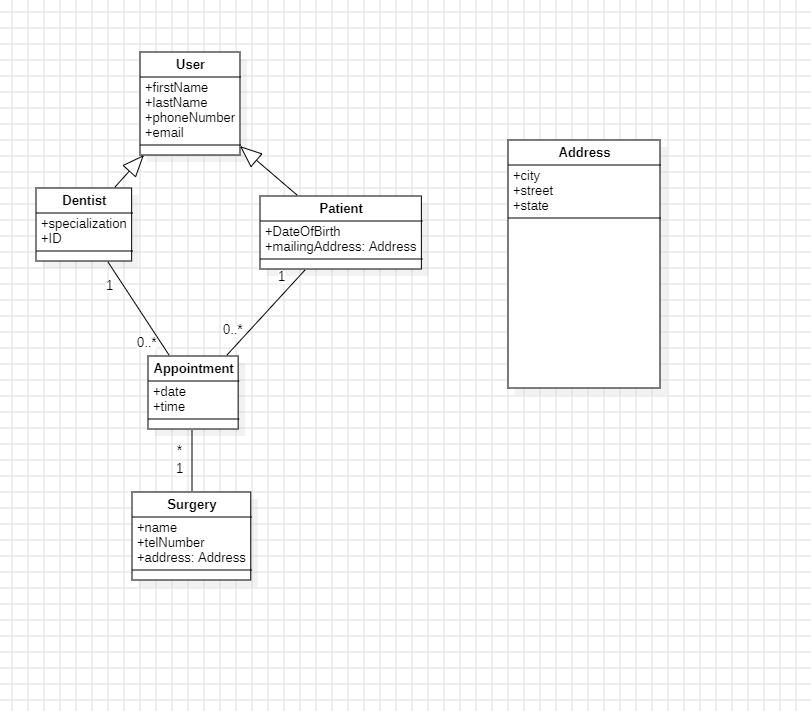 User
+firstName
+lastName
+phoneNumber
+email
Address
+city
+street
+state
Dentist
+specialization
+ID
Patient
+DateOfBirth
+mailingAddress: Address
1
1
0..*
0..*
Appointment
+date
+time
*
1
Surgery
+name
+telNumber
+address: Address